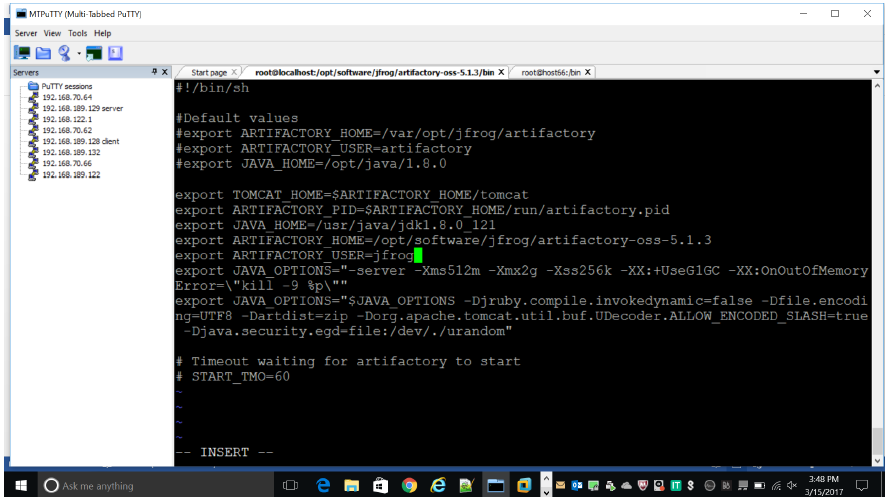 MTPuTTY (Multi-Tabbed PuTTY)
Server View Tools Help
Servers
Start page
root@localhost:/opt/software/jfrog/artifactory-oss-5.1.3/bin X
root@host66:/bin X
PuTTY sessions
192.168.70.64
192.168.189.129 server
192.168.122.1
192.168.70.62
192.168.189.128 client
192.168.189.132
192.168.70.66
192.168.189.122
#!/bin/sh
#Default values
#export ARTIFACTORY_HOME=/var/opt/jfrog/artifactory
#export ARTIFACTORY_USER=artifactory
#export JAVA_HOME=/opt/java/1.8.0
export TOMCAT_HOME=$ARTIFACTORY_HOME/tomcat
export ARTIFACTORY_PID=$ARTIFACTORY_HOME/run/artifactory.pid
export JAVA_HOME=/usr/java/jdk1.8.0_121
export ARTIFACTORY_HOME=/opt/software/jfrog/artifactory-oss-5.1.3
export ARTIFACTORY_USER=jfrog
export JAVA_OPTIONS="-server -Xms512m -Xmx2g -Xss256k -XX:+UseG1GC -XX:OnOutOfMemory
Error=\"kill -9 %p\""
export JAVA_OPTIONS="$JAVA_OPTIONS -Djruby.compile.invokedynamic=false -Dfile.encodi
ng=UTF8 -Dartdist=zip -Dorg.apache.tomcat.util.buf.UDecoder.ALLOW_ENCODED_SLASH=true
-Djava.security.egd=file:/dev/./urandom"
# Timeout waiting for artifactory to start
# START_TMO=60
~
~
~
~
-- INSERT --
Ask me anything
3:48 PM
3/15/2017